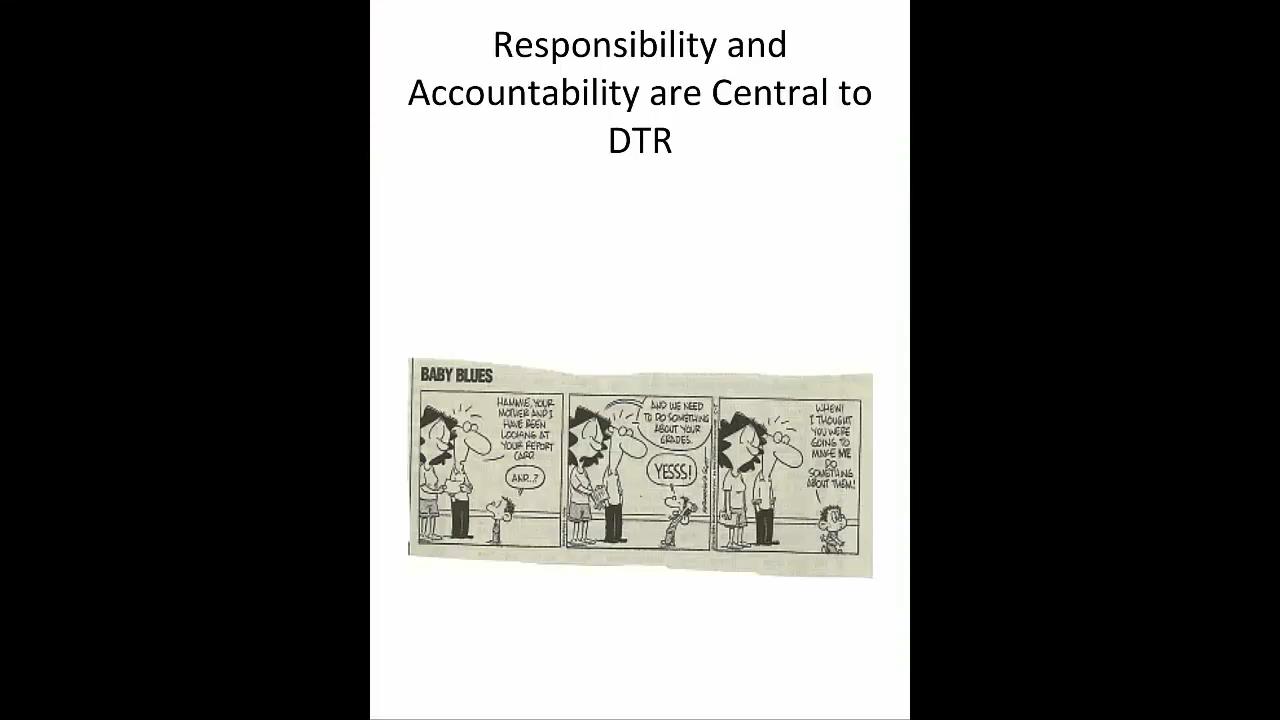 Responsibility and
Accountability are Central to
DTR
BABY BLUES
HAMMIE, YOUR
MOTHER AND I
HAVE BEEN
LOOKING AT
YOUR REPORT
CARD.
AND..?
AND WE NEED
TO DO SOMETHING
ABOUT YOUR
GRADES.
YESSS!
WHEW!
I THOUGHT
YOU WERE
GOING TO
MAKE ME
DO
SOMETHING
ABOUT THEM!